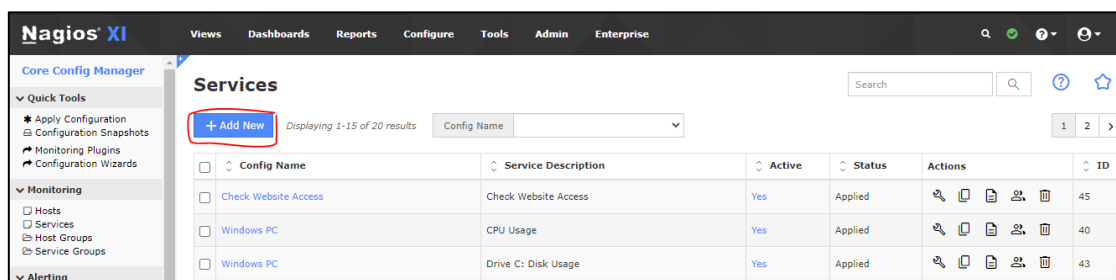 Nagios® XI
Views Dashboards Reports Configure Tools Admin Enterprise
Core Config Manager
Quick Tools
Apply Configuration
Configuration Snapshots
Monitoring Plugins
Configuration Wizards
Monitoring
Hosts
Services
Host Groups
Service Groups
Alerting
Services
Search
+ Add New Displaying 1-15 of 20 results Config Name
1 2 >
Config Name Service Description Active Status Actions ID
Check Website Access Check Website Access Yes Applied 45
Windows PC CPU Usage Yes Applied 40
Windows PC Drive C: Disk Usage Yes Applied 43